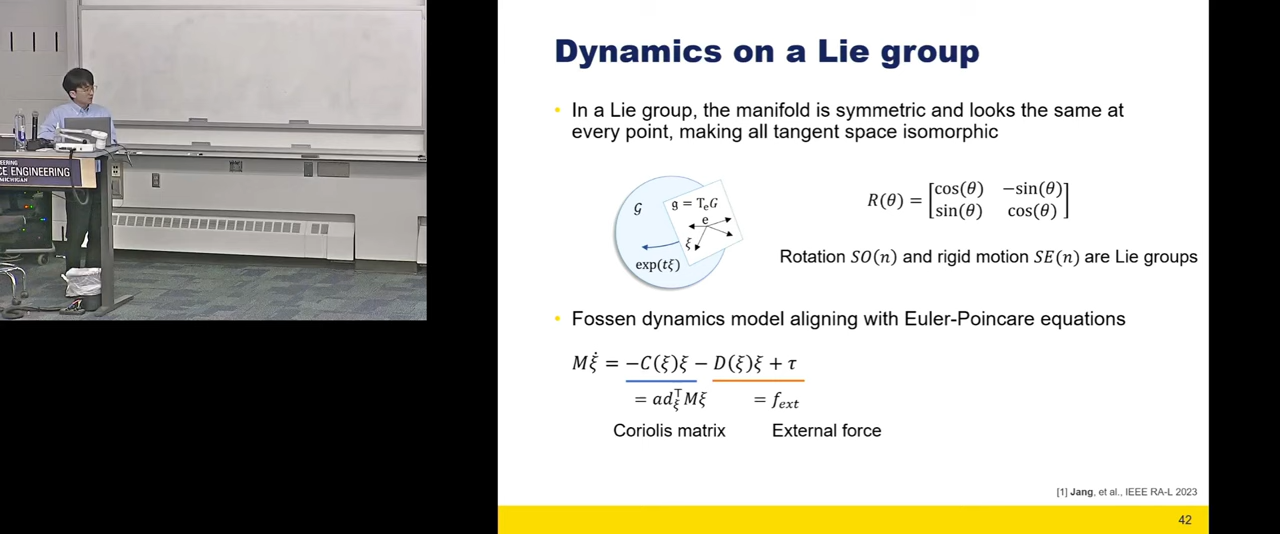 EERING
CE ENGINEERING
MICHIGAN
Dynamics on a Lie group
• In a Lie group, the manifold is symmetric and looks the same at
every point, making all tangent space isomorphic
𝒢
𝔤 = TₑG
e
ξ
exp(tξ)
R(θ) = [cos(θ) −sin(θ)
sin(θ) cos(θ)]
Rotation SO(n) and rigid motion SE(n) are Lie groups
• Fossen dynamics model aligning with Euler-Poincare equations
Mξ̇ = −C(ξ)ξ − D(ξ)ξ + τ
= ad_ξ^⊤ Mξ = f_ext
Coriolis matrix External force
[1] Jang, et al., IEEE RA-L 2023
42